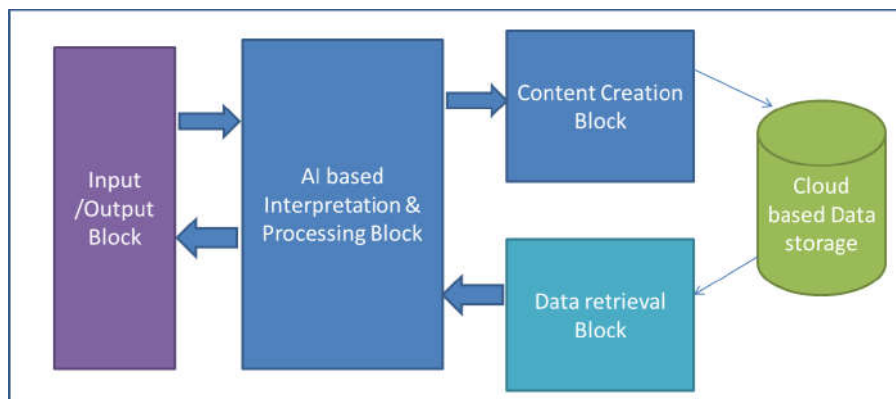 Input
/Output
Block
AI based
Interpretation &
Processing Block
Content Creation
Block
Data retrieval
Block
Cloud
based Data
storage